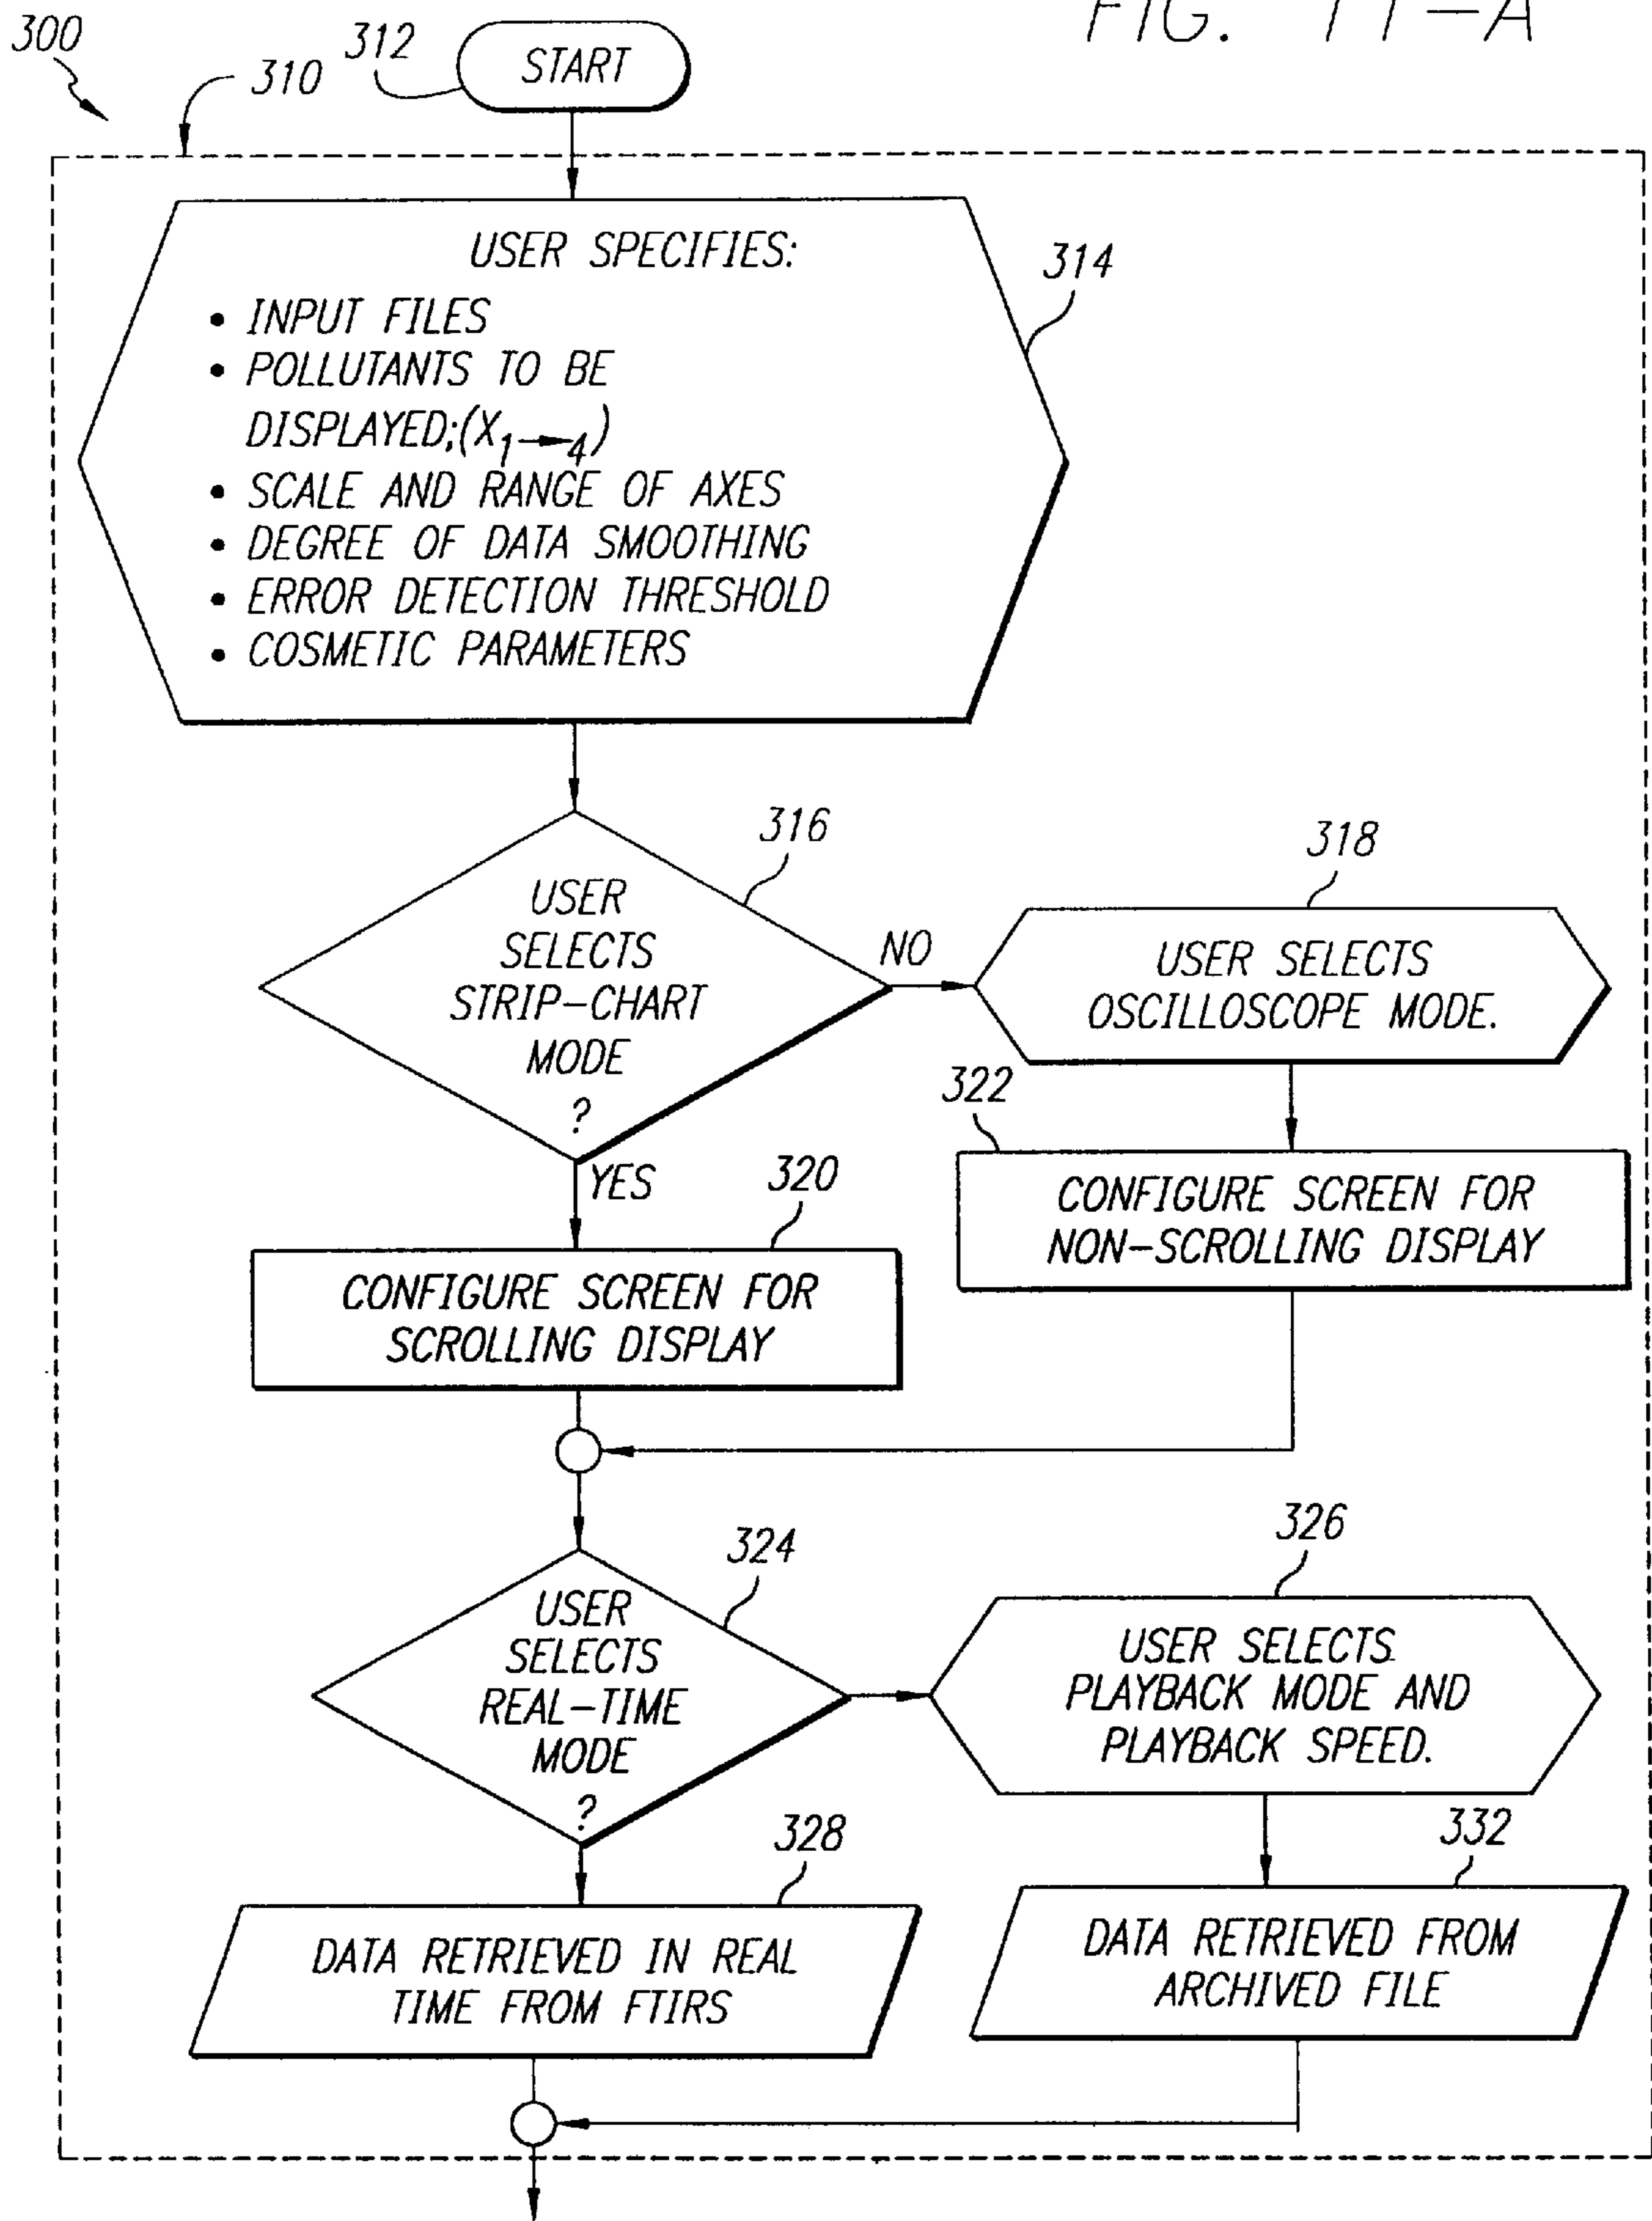 FIG. 11-A
300
310
312
START
USER SPECIFIES:
• INPUT FILES
• POLLUTANTS TO BE
DISPLAYED;(X1→4)
• SCALE AND RANGE OF AXES
• DEGREE OF DATA SMOOTHING
• ERROR DETECTION THRESHOLD
• COSMETIC PARAMETERS
314
316
USER
SELECTS
STRIP-CHART
MODE
?
NO
318
USER SELECTS
OSCILLOSCOPE MODE.
YES
320
CONFIGURE SCREEN FOR
SCROLLING DISPLAY
322
CONFIGURE SCREEN FOR
NON-SCROLLING DISPLAY
324
USER
SELECTS
REAL-TIME
MODE
?
326
USER SELECTS
PLAYBACK MODE AND
PLAYBACK SPEED.
328
DATA RETRIEVED IN REAL
TIME FROM FTIRS
332
DATA RETRIEVED FROM
ARCHIVED FILE